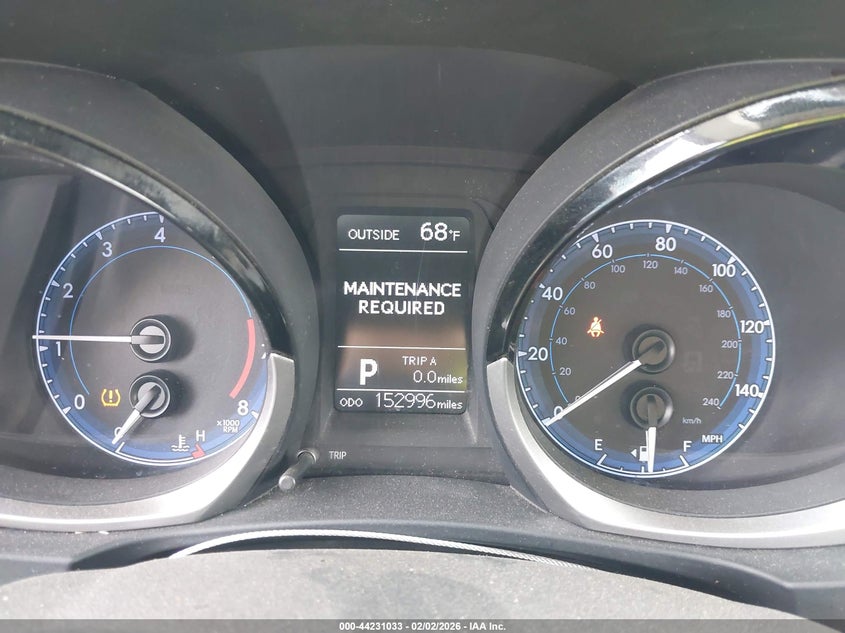 OUTSIDE 68°F
MAINTENANCE
REQUIRED
P
TRIP A
0.0 miles
ODO 152996 miles
TRIP
0
1
2
3
4
8
x1000
RPM
C
H
0
20
40
60
80
100
120
140
20
40
60
80
100
120
140
160
180
200
220
240
km/h
MPH
E
F
000-44231033 - 02/02/2026 - IAA Inc.